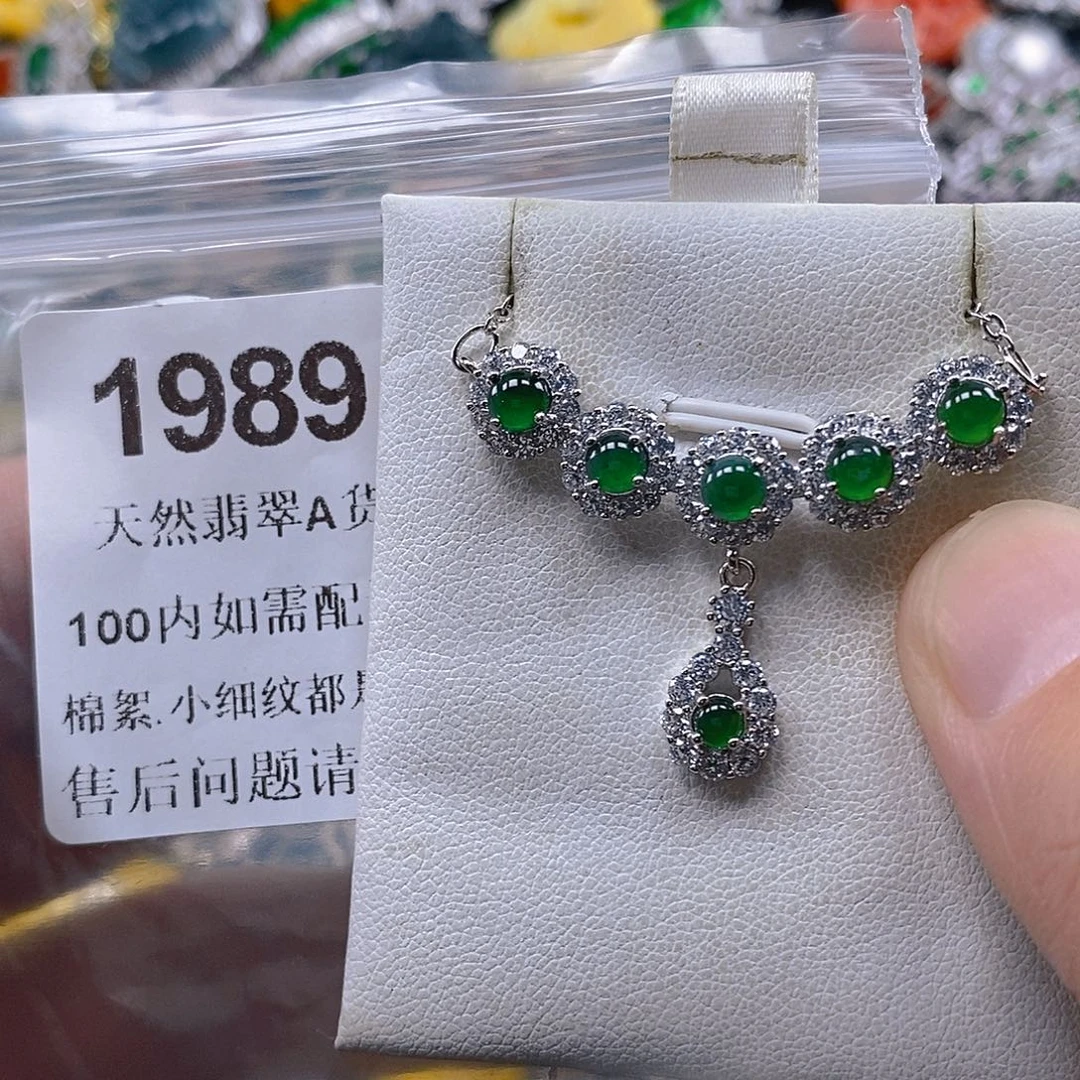 1989
天然翡翠A货
100内如需配
棉絮.小细纹都
售后问题请